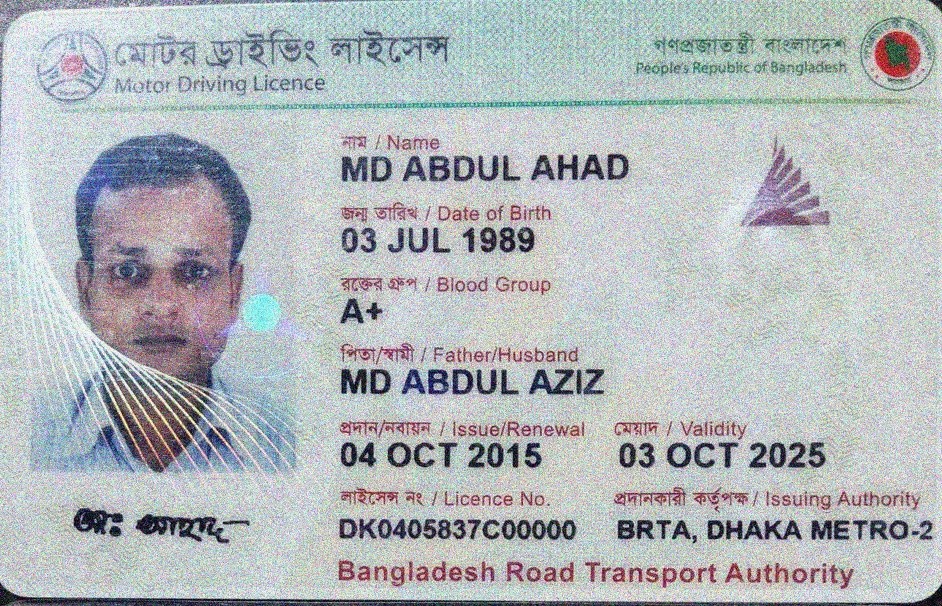 মোটর ড্রাইভিং লাইসেন্স
Motor Driving Licence
গণপ্রজাতন্ত্রী বাংলাদেশ
People's Republic of Bangladesh
নাম / Name
MD ABDUL AHAD
জন্ম তারিখ / Date of Birth
03 JUL 1989
রক্তের গ্রুপ / Blood Group
A+
পিতা/স্বামী / Father/Husband
MD ABDUL AZIZ
প্রদান/নবায়ন / Issue/Renewal
04 OCT 2015
মেয়াদ / Validity
03 OCT 2025
লাইসেন্স নং / Licence No.
DK0405837C00000
প্রদানকারী কর্তৃপক্ষ / Issuing Authority
BRTA, DHAKA METRO-2
মোঃ আহাদ
Bangladesh Road Transport Authority